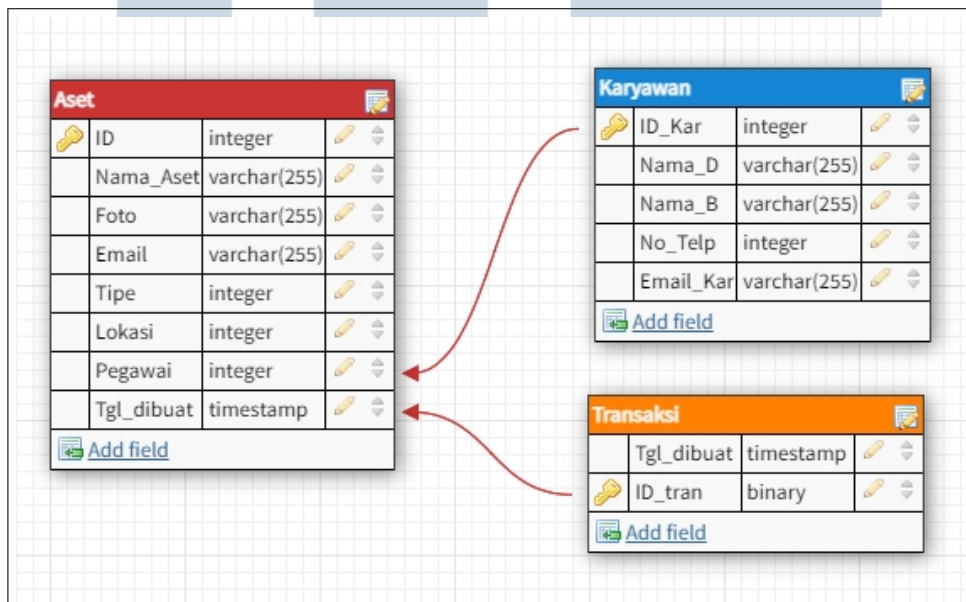 Aset
ID integer
Nama_Aset varchar(255)
Foto varchar(255)
Email varchar(255)
Tipe integer
Lokasi integer
Pegawai integer
Tgl_dibuat timestamp
Add field
Karyawan
ID_Kar integer
Nama_D varchar(255)
Nama_B varchar(255)
No_Telp integer
Email_Kar varchar(255)
Add field
Transaksi
Tgl_dibuat timestamp
ID_tran binary
Add field